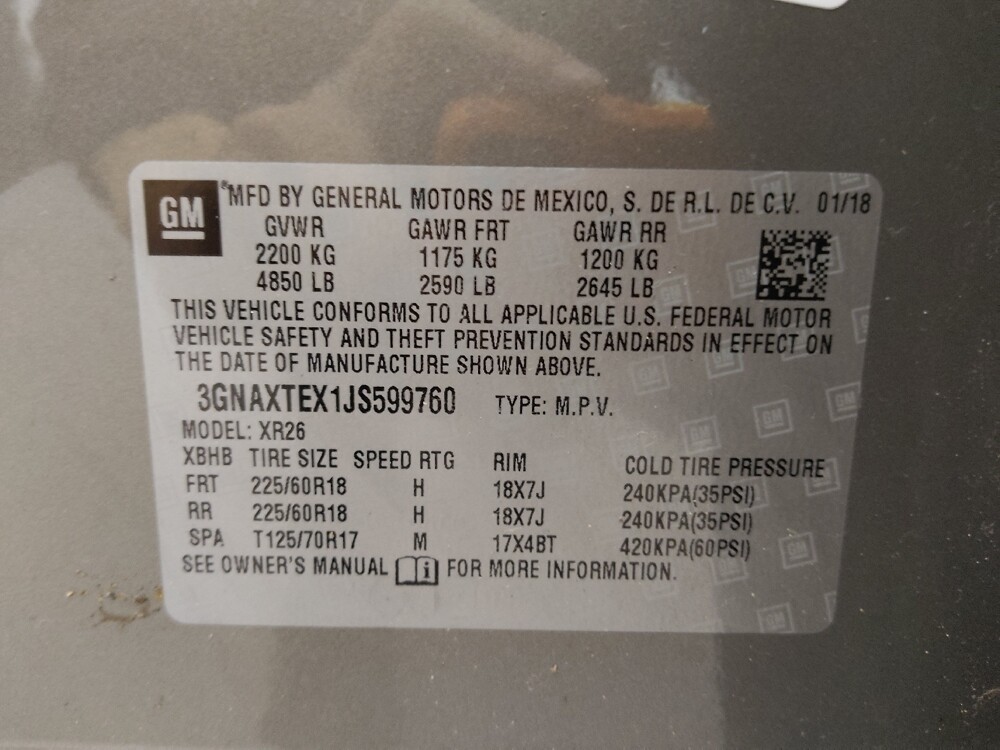 GM
®MFD BY GENERAL MOTORS DE MEXICO, S. DE R.L. DE C.V. 01/18
GVWR GAWR FRT GAWR RR
2200 KG 1175 KG 1200 KG
4850 LB 2590 LB 2645 LB
THIS VEHICLE CONFORMS TO ALL APPLICABLE U.S. FEDERAL MOTOR
VEHICLE SAFETY AND THEFT PREVENTION STANDARDS IN EFFECT ON
THE DATE OF MANUFACTURE SHOWN ABOVE.
3GNAXTEX1JS599760 TYPE: M.P.V.
MODEL: XR26
XBHB TIRE SIZE SPEED RTG RIM COLD TIRE PRESSURE
FRT 225/60R18 H 18X7J 240KPA(35PSI)
RR 225/60R18 H 18X7J 240KPA(35PSI)
SPA T125/70R17 M 17X4BT 420KPA(60PSI)
SEE OWNER'S MANUAL i FOR MORE INFORMATION.